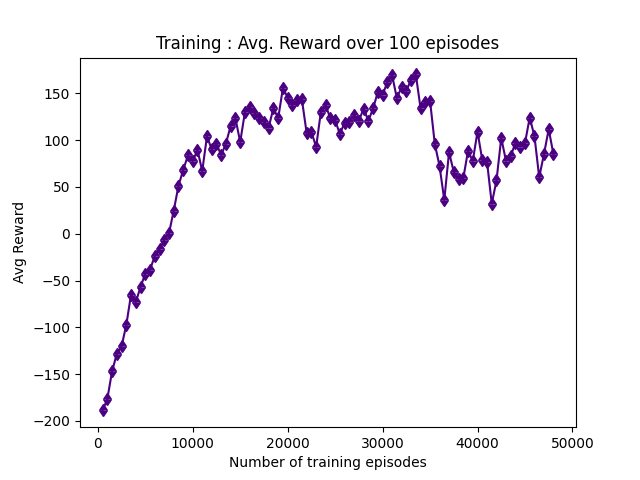 Training : Avg. Reward over 100 episodes
150
100
50
0
−50
−100
−150
−200
Avg Reward
0 10000 20000 30000 40000 50000
Number of training episodes